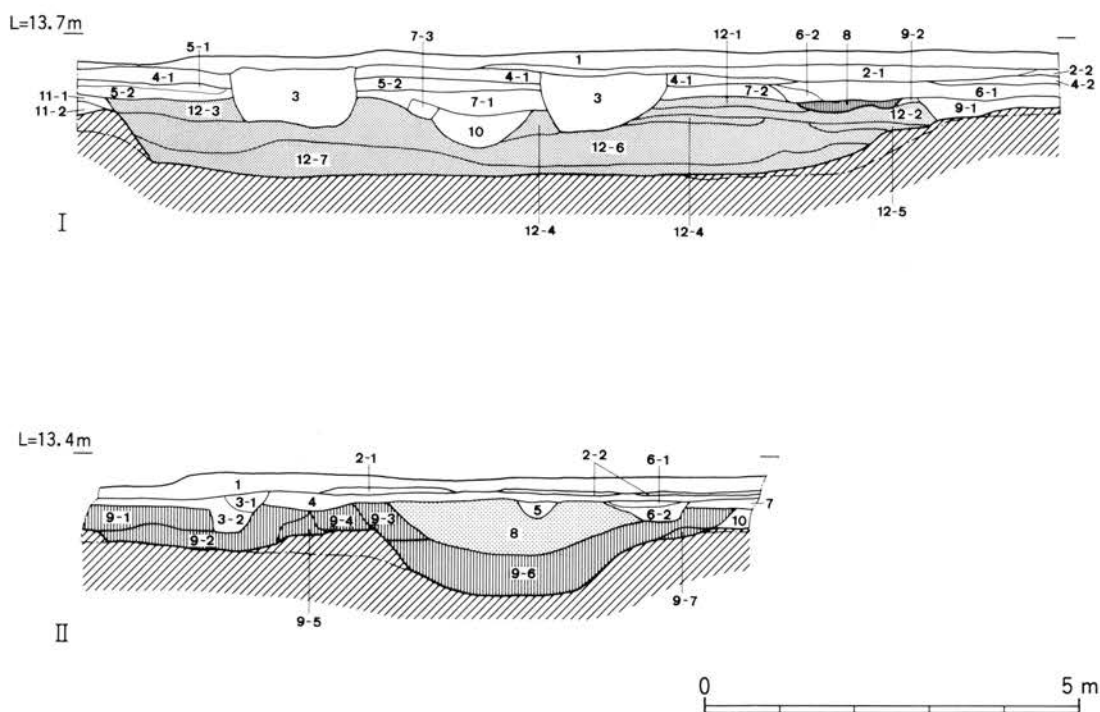 L=13.7m
5-1 7-3 12-1 6-2 8 9-2
1
4-1 4-1 4-1 2-1 2-2
4-2
11-1 5-2 3 5-2 3 7-2 6-1
11-2 12-3 7-1 12-2 9-1
10
12-7 12-6
I
12-4 12-4 12-5
L=13.4m
2-1 2-2 6-1
1
3-1 4 5 7
9-1 3-2 9-4 9-3 6-2 10
9-2 8
9-6
9-5 9-7
II
0 5 m